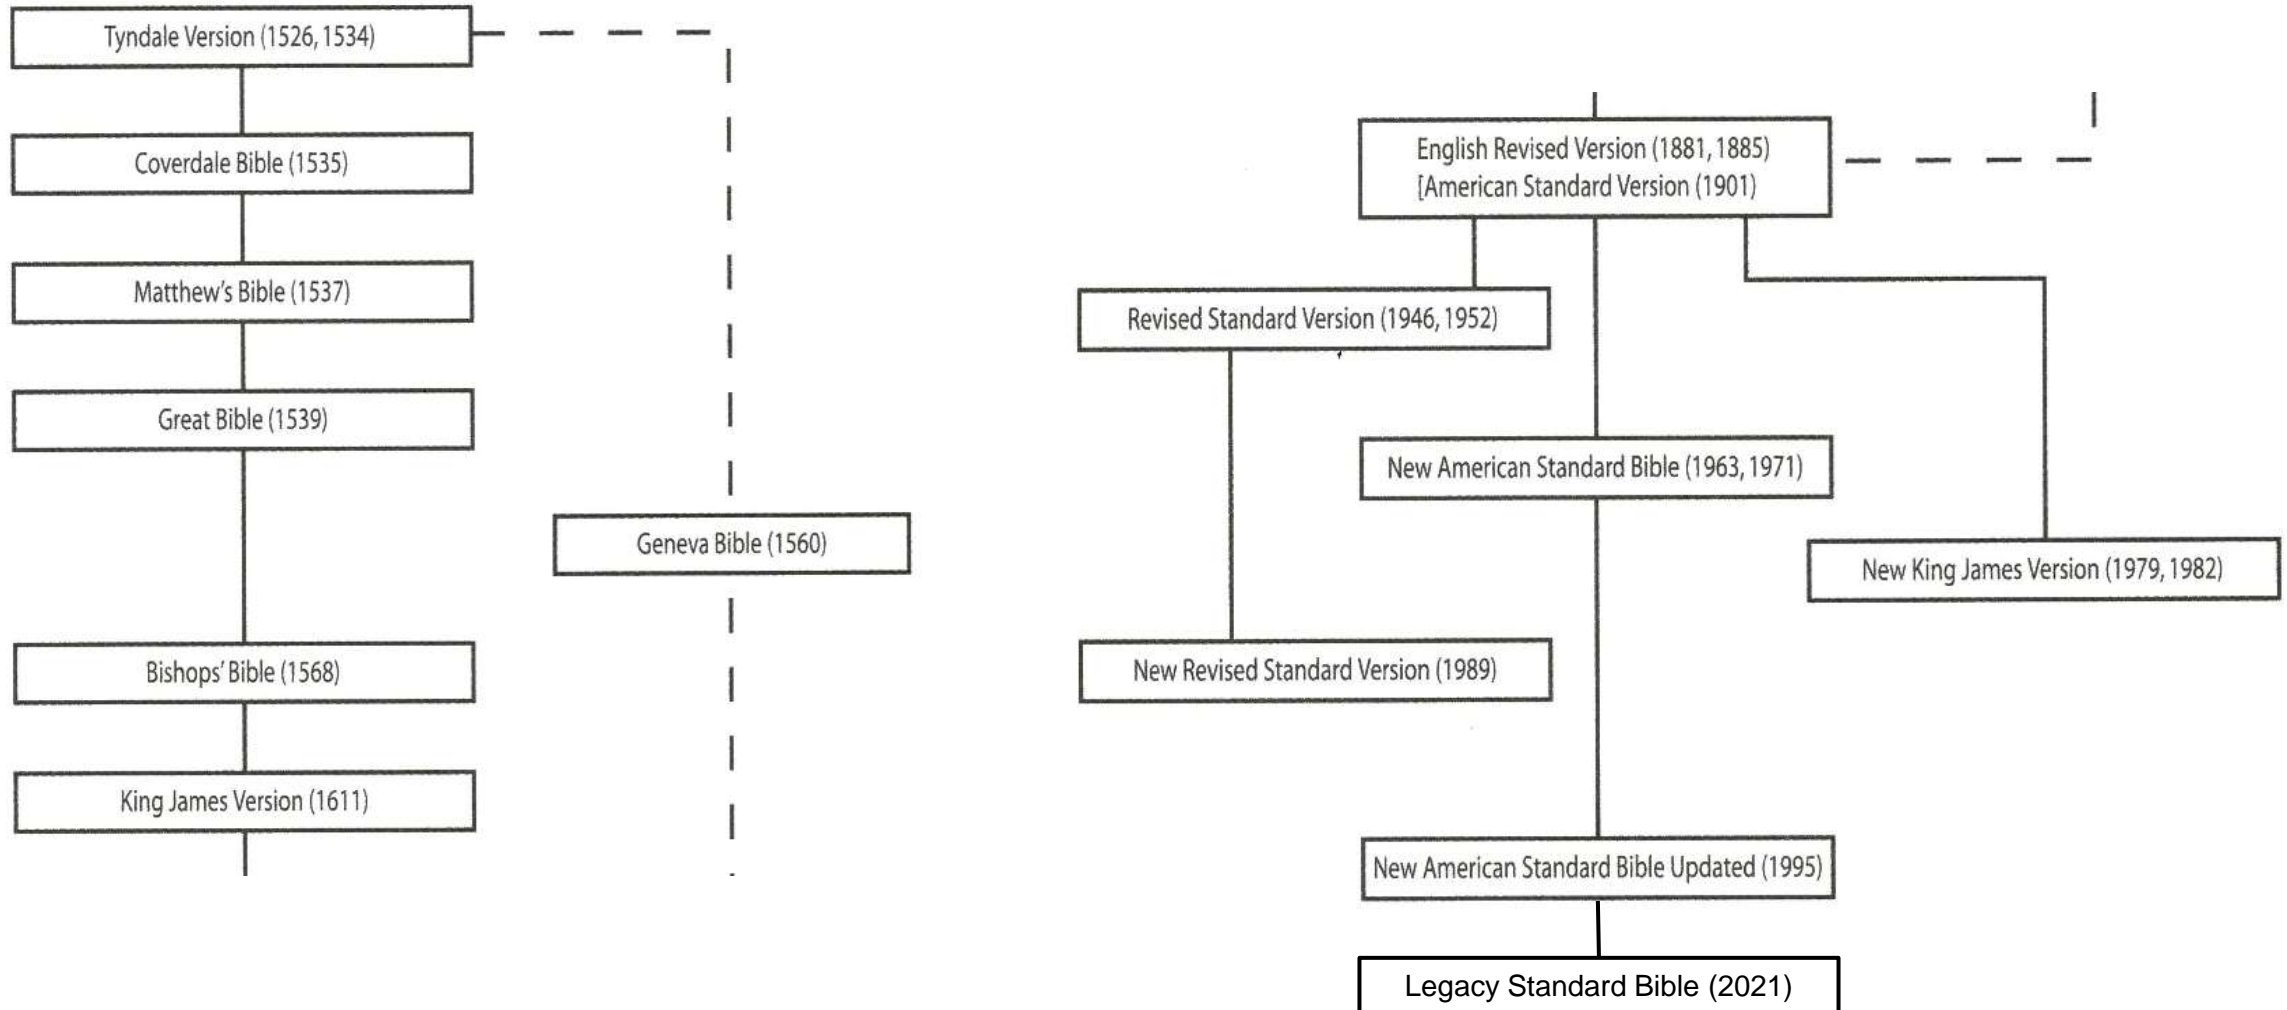 Tyndale Version (1526, 1534)
Coverdale Bible (1535)
Matthew's Bible (1537)
Great Bible (1539)
Geneva Bible (1560)
Bishops' Bible (1568)
King James Version (1611)
English Revised Version (1881, 1885)
[American Standard Version (1901)
Revised Standard Version (1946, 1952)
New American Standard Bible (1963, 1971)
New King James Version (1979, 1982)
New Revised Standard Version (1989)
New American Standard Bible Updated (1995)
Legacy Standard Bible (2021)